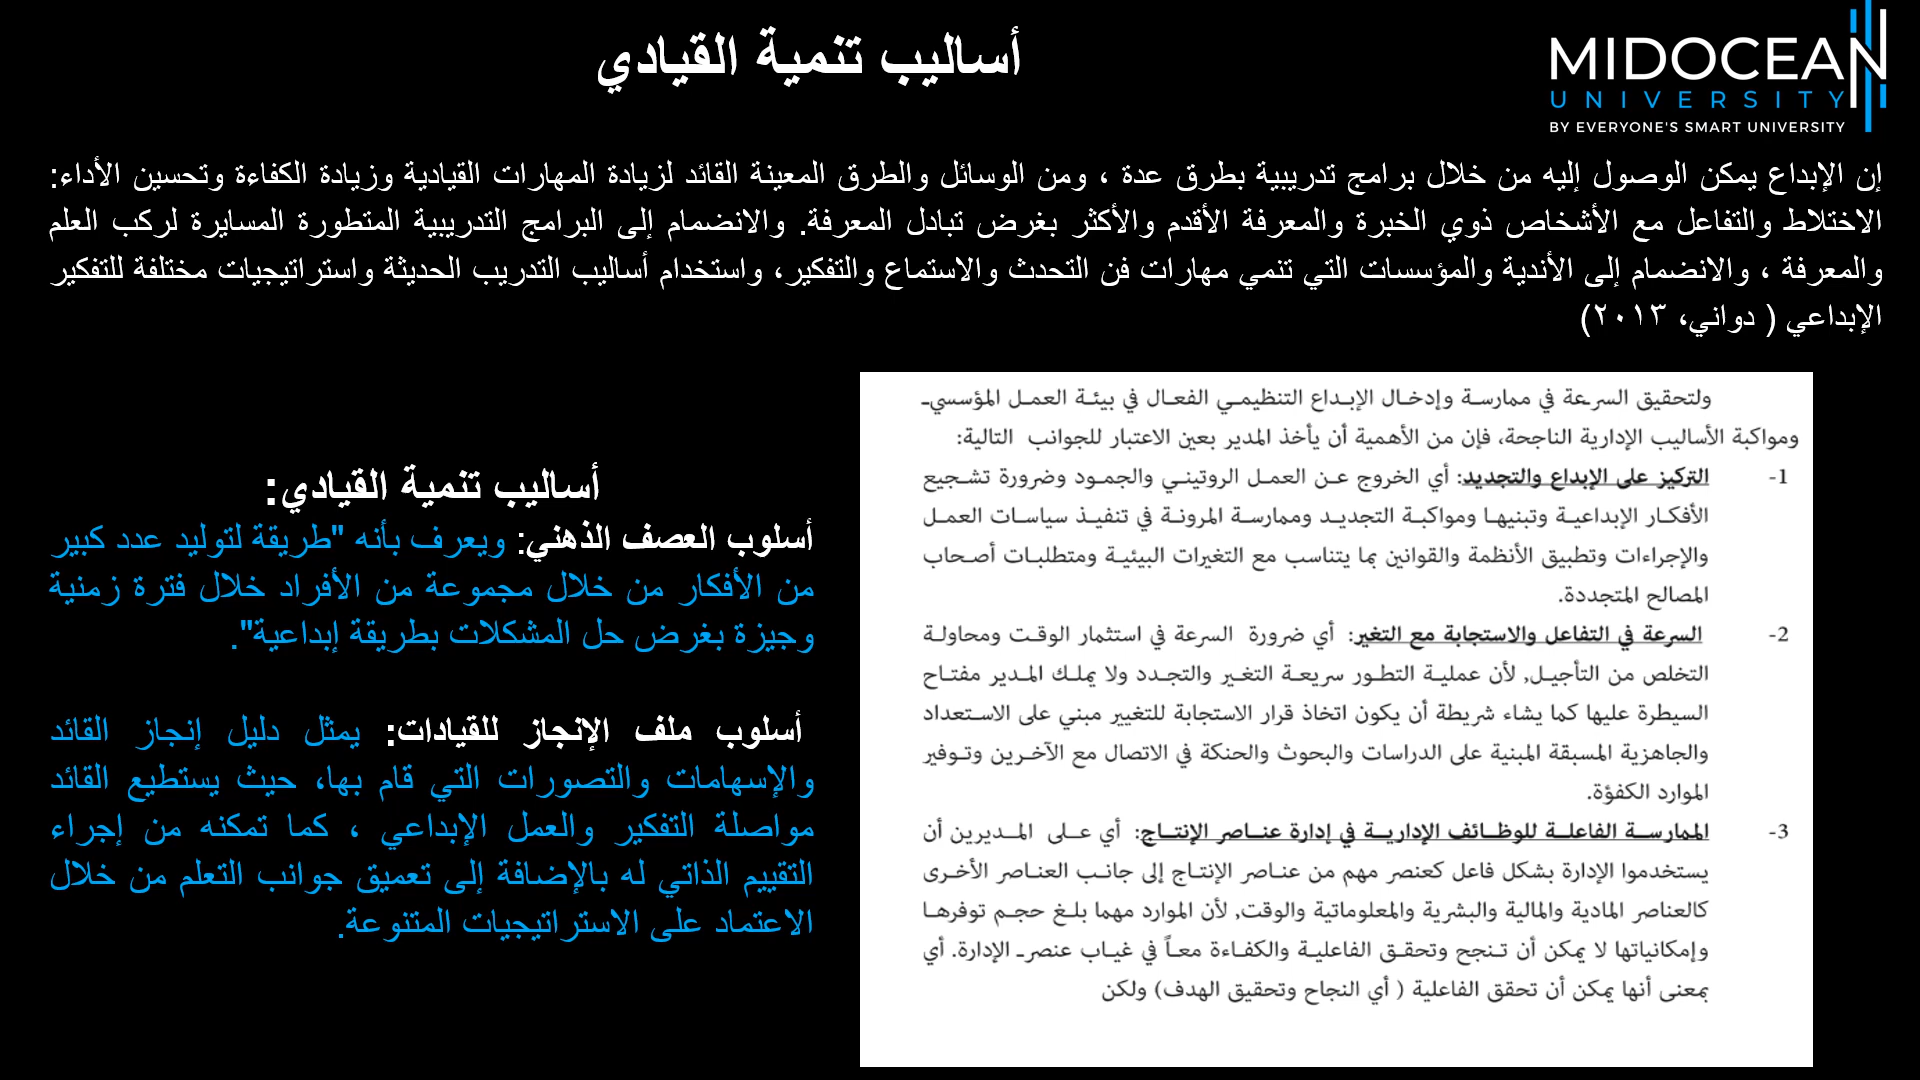 أساليب تنمية القيادي
MIDOCEAN
UNIVERSITY
BY EVERYONE'S SMART UNIVERSITY
إن الإبداع يمكن الوصول إليه من خلال برامج تدريبية بطرق عدة ، ومن الوسائل والطرق المعينة القائد لزيادة المهارات القيادية وزيادة الكفاءة وتحسين الأداء:
الاختلاط والتفاعل مع الأشخاص ذوي الخبرة والمعرفة الأقدم والأكثر بغرض تبادل المعرفة. والانضمام إلى البرامج التدريبية المتطورة المسايرة لركب العلم
والمعرفة ، والانضمام إلى الأندية والمؤسسات التي تنمي مهارات فن التحدث والاستماع والتفكير، واستخدام أساليب التدريب الحديثة واستراتيجيات مختلفة للتفكير
الإبداعي ( دواني، ٢٠١٣)
ولتحقيق السرعة في ممارسة وإدخال الإبداع التنظيمي الفعال في بيئة العمل المؤسسي
ومواكبة الأساليب الإدارية الناجحة، فإن من الأهمية أن يأخذ المدير بعين الاعتبار للجوانب التالية:
1- التركيز على الإبداع والتجديد: أي الخروج عن العمل الروتيني والجمود وضرورة تشجيع
الأفكار الإبداعية وتبنيها ومواكبة التجديد وممارسة المرونة في تنفيذ سياسات العمل
والإجراءات وتطبيق الأنظمة والقوانين بما يتناسب مع التغيرات البيئية ومتطلبات أصحاب
المصالح المتجددة.
2- السرعة في التفاعل والاستجابة مع التغير: أي ضرورة السرعة في استثمار الوقت ومحاولة
التخلص من التأجيل, لأن عملية التطور سريعة التغير والتجدد ولا يملك المدير مفتاح
السيطرة عليها كما يشاء شريطة أن يكون اتخاذ قرار الاستجابة للتغيير مبني على الاستعداد
والجاهزية المسبقة المبنية على الدراسات والبحوث والحنكة في الاتصال مع الآخرين وتوفير
الموارد الكفؤة.
3- الممارسة الفاعلة للوظائف الإدارية في إدارة عناصر الإنتاج: أي على المديرين أن
يستخدموا الإدارة بشكل فاعل كعنصر مهم من عناصر الإنتاج إلى جانب العناصر الأخرى
كالعناصر المادية والمالية والبشرية والمعلوماتية والوقت, لأن الموارد مهما بلغ حجم توفرها
وإمكانياتها لا يمكن أن تنجح وتحقق الفاعلية والكفاءة معاً في غياب عنصر الإدارة. أي
بمعنى أنها يمكن أن تحقق الفاعلية ( أي النجاح وتحقيق الهدف) ولكن
أساليب تنمية القيادي:
أسلوب العصف الذهني: ويعرف بأنه "طريقة لتوليد عدد كبير
من الأفكار من خلال مجموعة من الأفراد خلال فترة زمنية
وجيزة بغرض حل المشكلات بطريقة إبداعية".
أسلوب ملف الإنجاز للقيادات: يمثل دليل إنجاز القائد
والإسهامات والتصورات التي قام بها، حيث يستطيع القائد
مواصلة التفكير والعمل الإبداعي ، كما تمكنه من إجراء
التقييم الذاتي له بالإضافة إلى تعميق جوانب التعلم من خلال
الاعتماد على الاستراتيجيات المتنوعة.